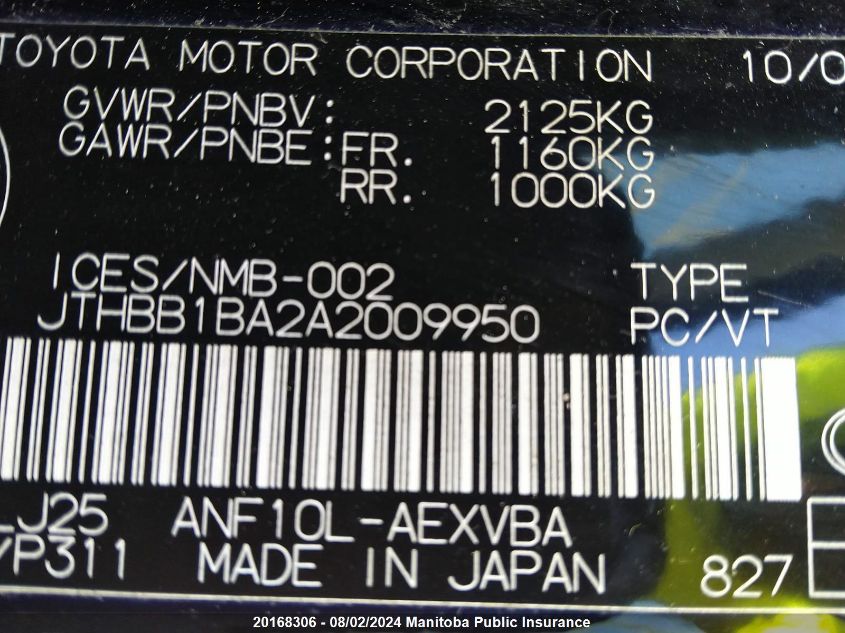 TOYOTA MOTOR CORPORATION 10/0
GVWR/PNBV: 2125KG
GAWR/PNBE:FR. 1160KG
RR. 1000KG
ICES/NMB-002 TYPE
JTHBB1BA2A2009950 PC/VT
LJ25 ANF10L-AEXVBA
/P311 MADE IN JAPAN 827
20168306 - 08/02/2024 Manitoba Public Insurance